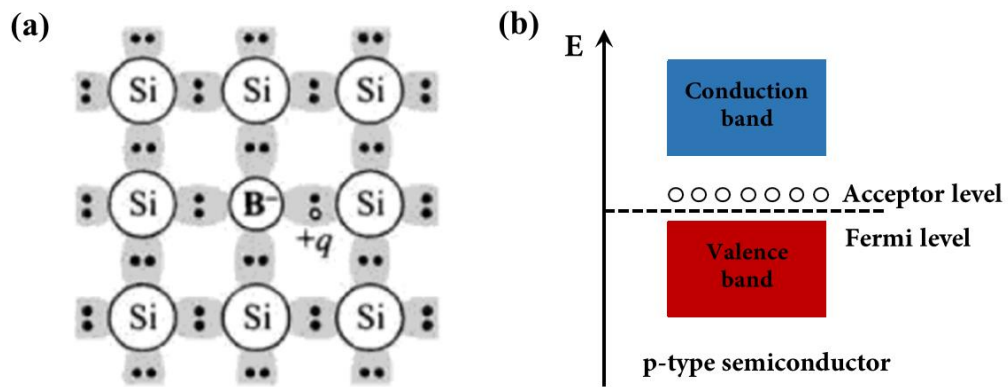 (a)
Si Si Si
Si B⁻ Si
+q
Si Si Si
(b)
E
Conduction
band
Acceptor level
Fermi level
Valence
band
p-type semiconductor